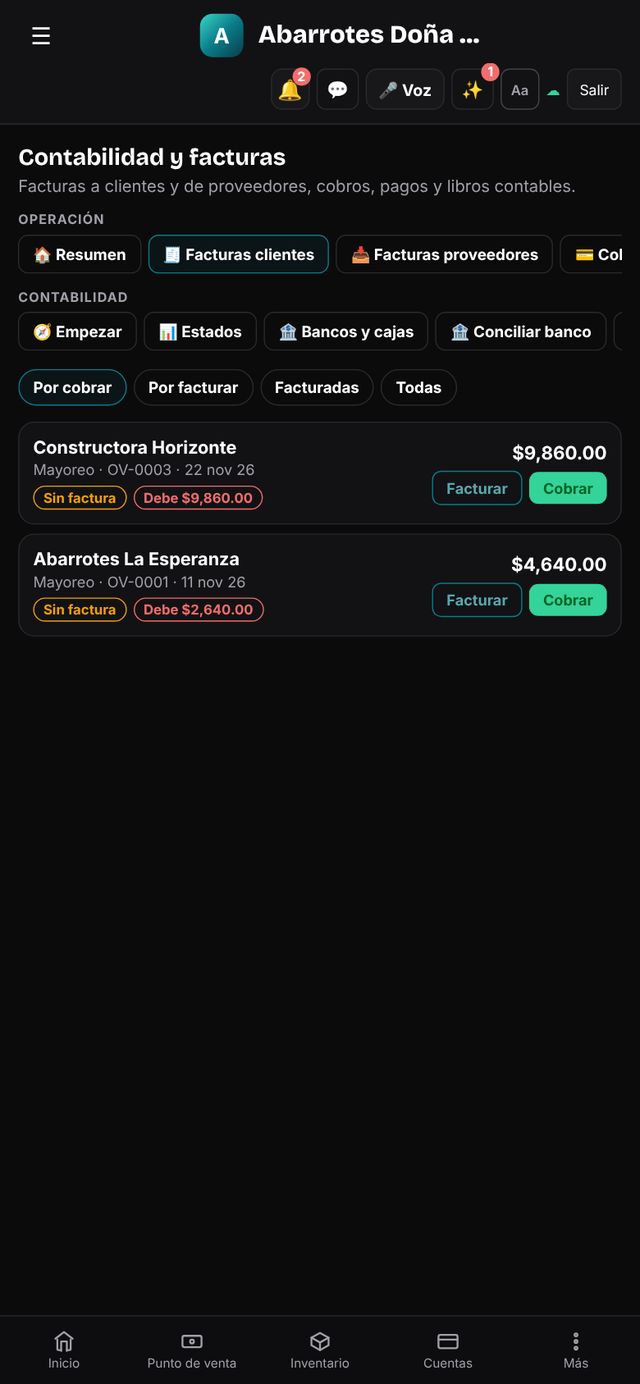 ☰ A Abarrotes Doña ...
🔔 2 💬 🎤 Voz ✨ 1 Aa ☁ Salir
Contabilidad y facturas
Facturas a clientes y de proveedores, cobros, pagos y libros contables.
OPERACIÓN
🏠 Resumen 🧾 Facturas clientes 📥 Facturas proveedores 💳
CONTABILIDAD
🧭 Empezar 📊 Estados 🏦 Bancos y cajas 🏦 Conciliar banco
Por cobrar Por facturar Facturadas Todas
Constructora Horizonte
$9,860.00
Mayoreo · OV-0003 · 22 nov 26
Sin factura Debe $9,860.00
Facturar Cobrar
Abarrotes La Esperanza
$4,640.00
Mayoreo · OV-0001 · 11 nov 26
Sin factura Debe $2,640.00
Facturar Cobrar
Inicio Punto de venta Inventario Cuentas Más